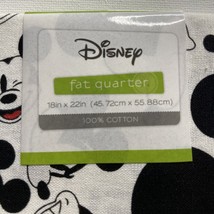 Disney
fat quarter
18in x 22in (45.72cm x 55.88cm)
100% COTTON